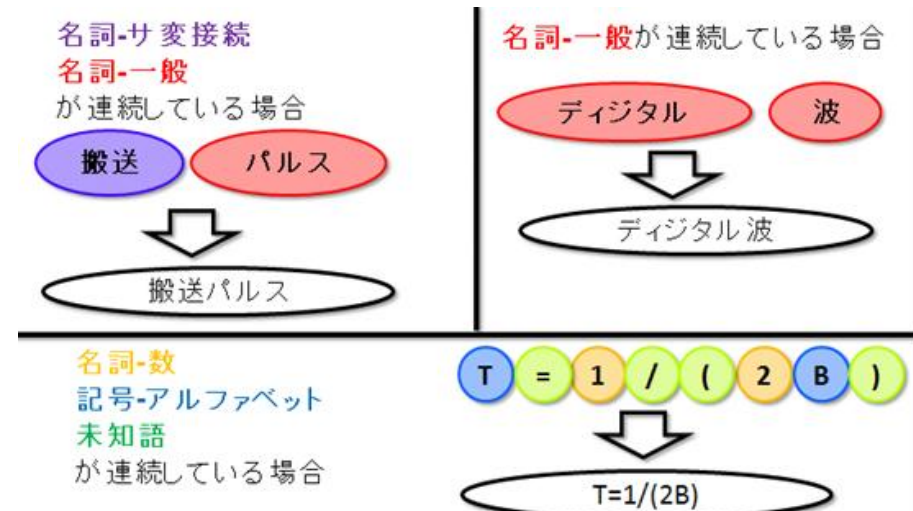 名詞-サ変接続
名詞-一般
が連続している場合
搬送 パルス
搬送パルス
名詞-一般が連続している場合
ディジタル 波
ディジタル波
名詞-数
記号-アルファベット
未知語
が連続している場合
T = 1 / ( 2 B )
T=1/(2B)